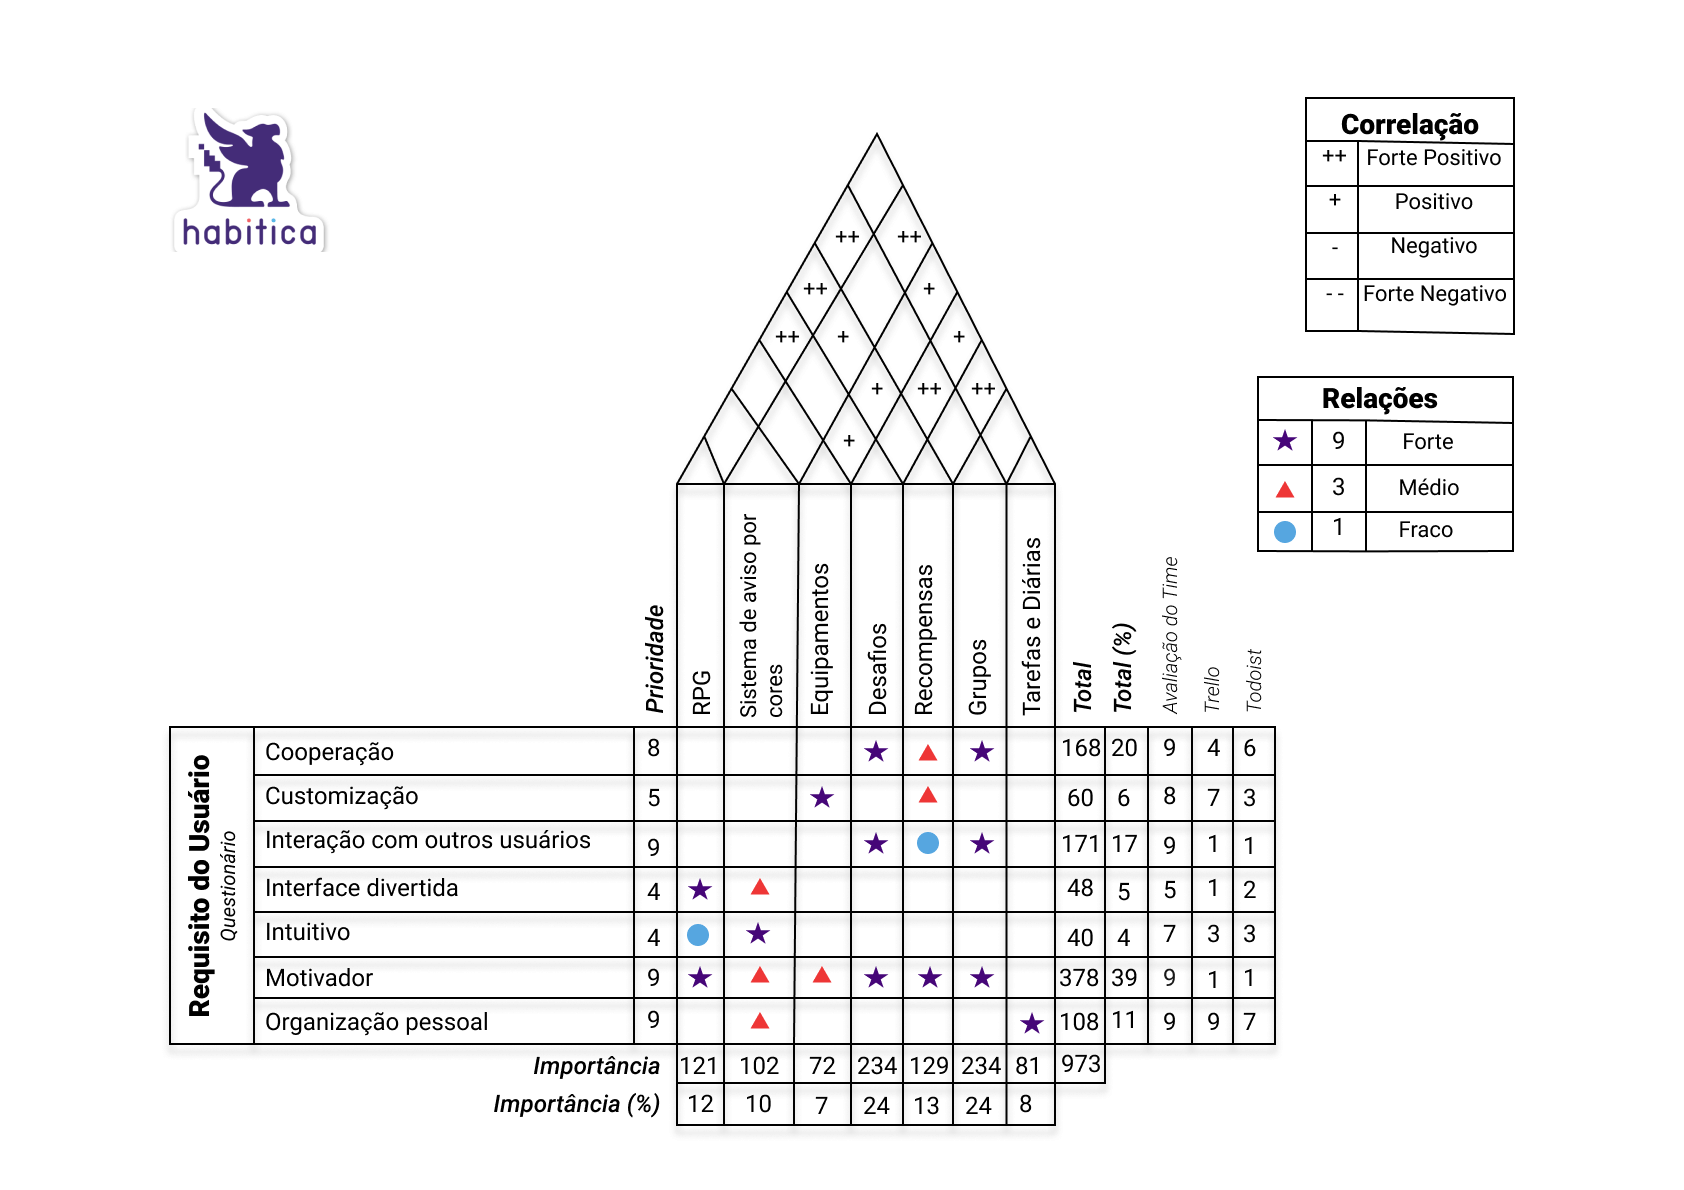 habitica
Correlação
++ Forte Positivo
+ Positivo
- Negativo
- - Forte Negativo
Relações
9 Forte
3 Médio
1 Fraco
++ ++
++ +
++ + +
+ ++ ++
+
Prioridade
RPG
Sistema de aviso por
cores
Equipamentos
Desafios
Recompensas
Grupos
Tarefas e Diárias
Total
Total (%)
Avaliação do Time
Trello
Todoist
Requisito do Usuário
Questionário
Cooperação 8 168 20 9 4 6
Customização 5 60 6 8 7 3
Interação com outros usuários 9 171 17 9 1 1
Interface divertida 4 48 5 5 1 2
Intuitivo 4 40 4 7 3 3
Motivador 9 378 39 9 1 1
Organização pessoal 9 108 11 9 9 7
Importância 121 102 72 234 129 234 81 973
Importância (%) 12 10 7 24 13 24 8